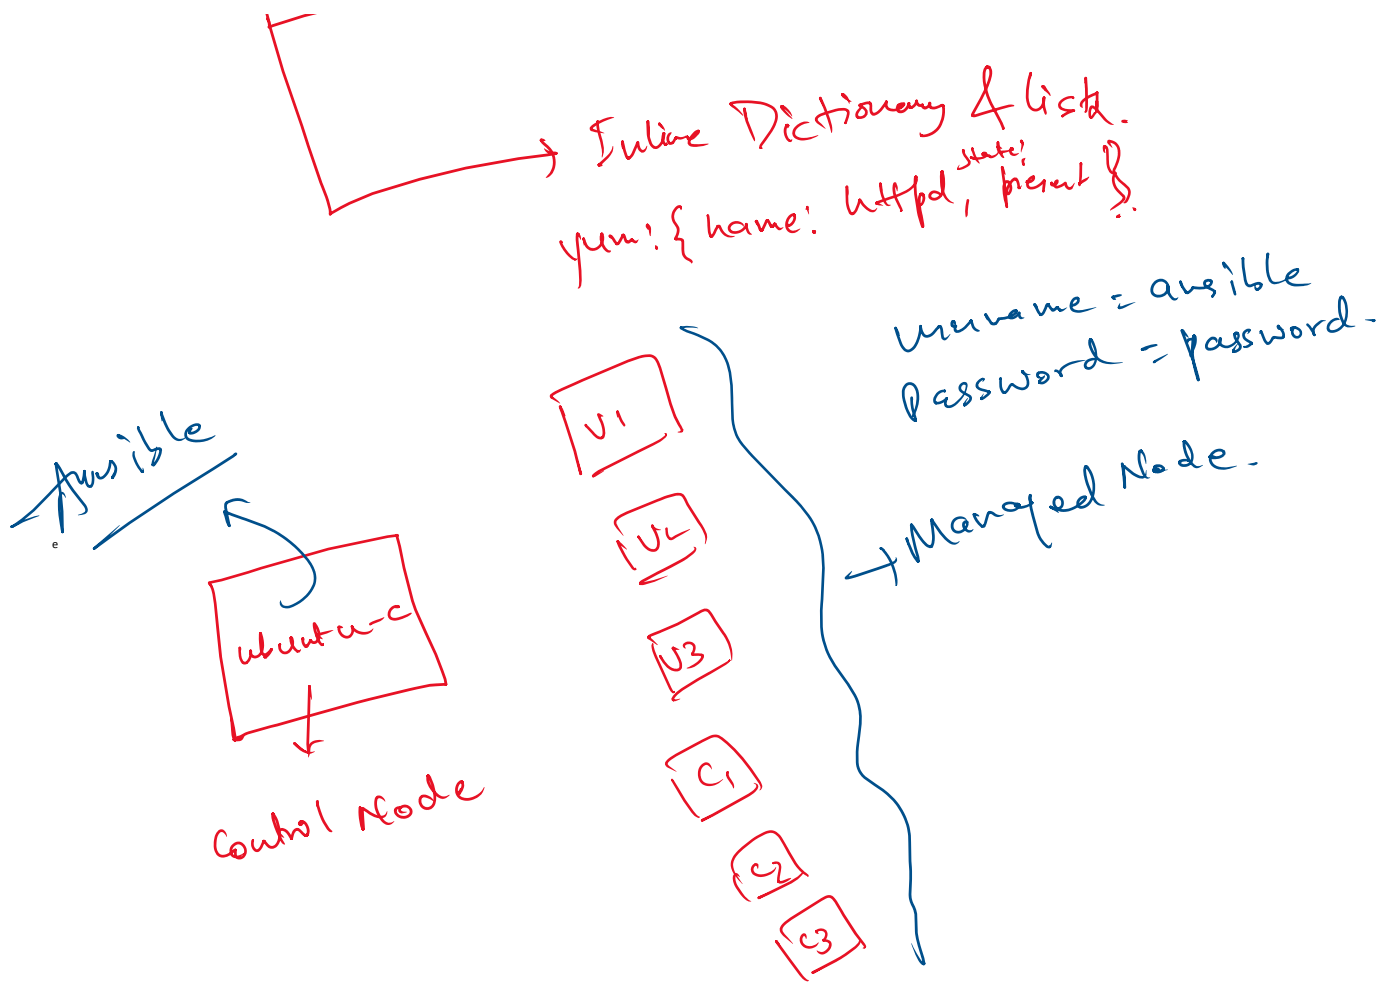 Inline Dictionary & lists.
yum: { name: httpd, state: present }
username = ansible
Password = password.
Ansible
e
U1
U2
U3
C1
C2
C3
→ Managed Node.
ubuntu-c
Control Node